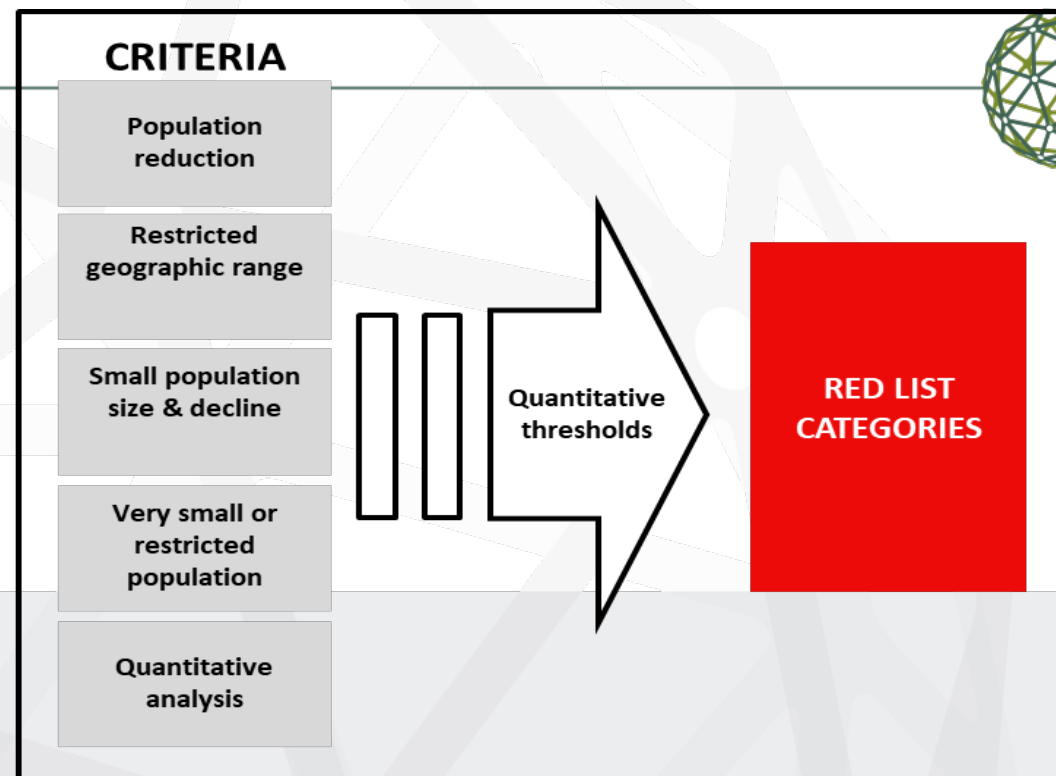 CRITERIA
Population
reduction
Restricted
geographic range
Small population
size & decline
Very small or
restricted
population
Quantitative
analysis
Quantitative
thresholds
RED LIST
CATEGORIES